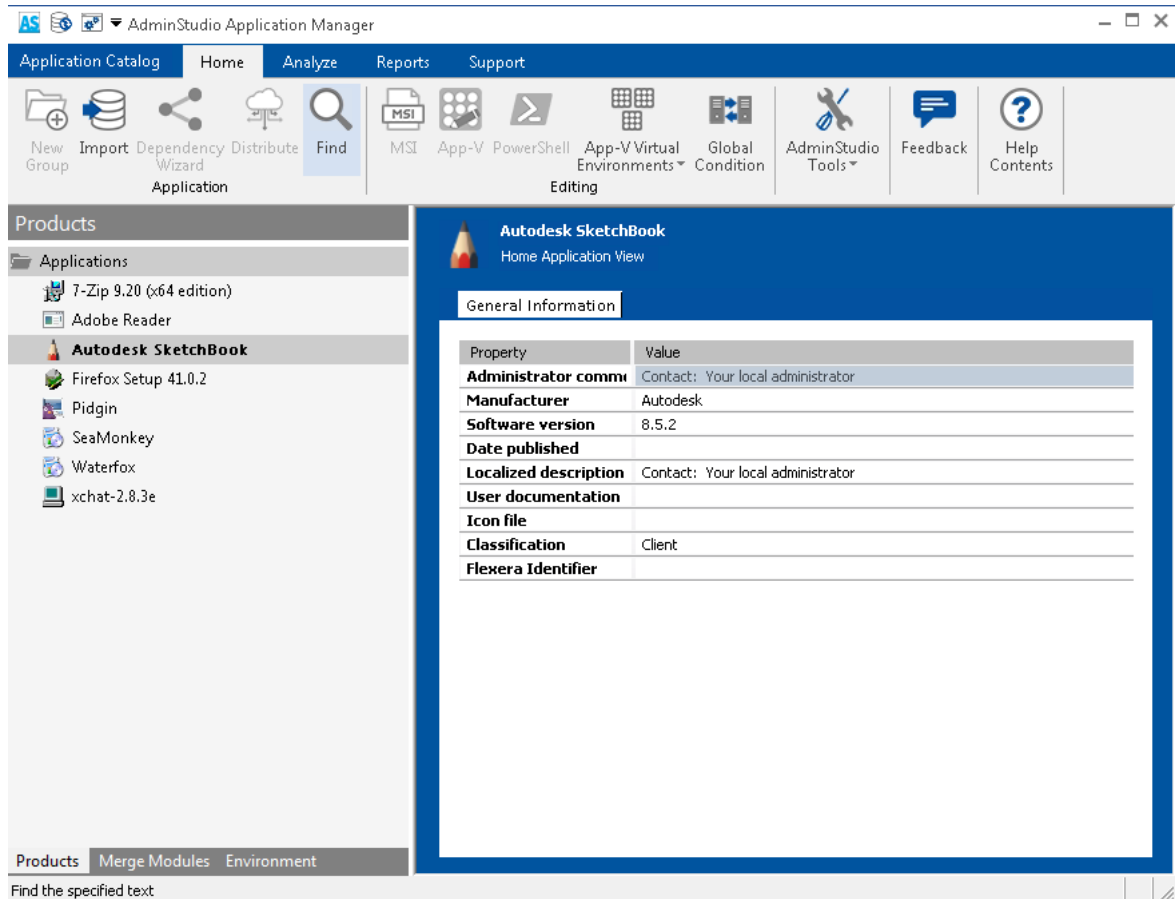 AS AdminStudio Application Manager
Application Catalog Home Analyze Reports Support
MSI
New Group Import Dependency Wizard Distribute Find MSI App-V PowerShell App-V Virtual Environments Global Condition AdminStudio Tools Feedback Help Contents
Application Editing
Products
Applications
7-Zip 9.20 (x64 edition)
Adobe Reader
Autodesk SketchBook
Firefox Setup 41.0.2
Pidgin
SeaMonkey
Waterfox
xchat-2.8.3e
Products Merge Modules Environment
Autodesk SketchBook
Home Application View
General Information
Property Value
Administrator comme Contact: Your local administrator
Manufacturer Autodesk
Software version 8.5.2
Date published
Localized description Contact: Your local administrator
User documentation
Icon file
Classification Client
Flexera Identifier
Find the specified text